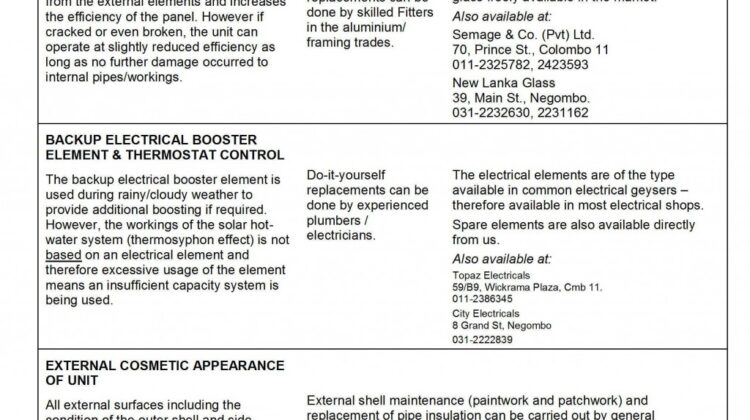 from the external elements and increases
the efficiency of the panel. However if
cracked or even broken, the unit can
operate at slightly reduced efficiency as
long as no further damage occurred to
internal pipes/workings.
replacements can be
done by skilled Fitters
in the aluminium/
framing trades.
glass freely available in the market.
Also available at:
Semage & Co. (Pvt) Ltd.
70, Prince St., Colombo 11
011-2325782, 2423593
New Lanka Glass
39, Main St., Negombo.
031-2232630, 2231162
BACKUP ELECTRICAL BOOSTER
ELEMENT & THERMOSTAT CONTROL
The backup electrical booster element is
used during rainy/cloudy weather to
provide additional boosting if required.
However, the workings of the solar hot-
water system (thermosyphon effect) is not
based on an electrical element and
therefore excessive usage of the element
means an insufficient capacity system is
being used.
Do-it-yourself
replacements can be
done by experienced
plumbers /
electricians.
The electrical elements are of the type
available in common electrical geysers –
therefore available in most electrical shops.
Spare elements are also available directly
from us.
Also available at:
Topaz Electricals
59/B9, Wickrama Plaza, Cmb 11.
011-2386345
City Electricals
8 Grand St, Negombo
031-2222839
EXTERNAL COSMETIC APPEARANCE
OF UNIT
All external surfaces including the
condition of the outer shell and side
External shell maintenance (paintwork and patchwork) and
replacement of pipe insulation can be carried out by general